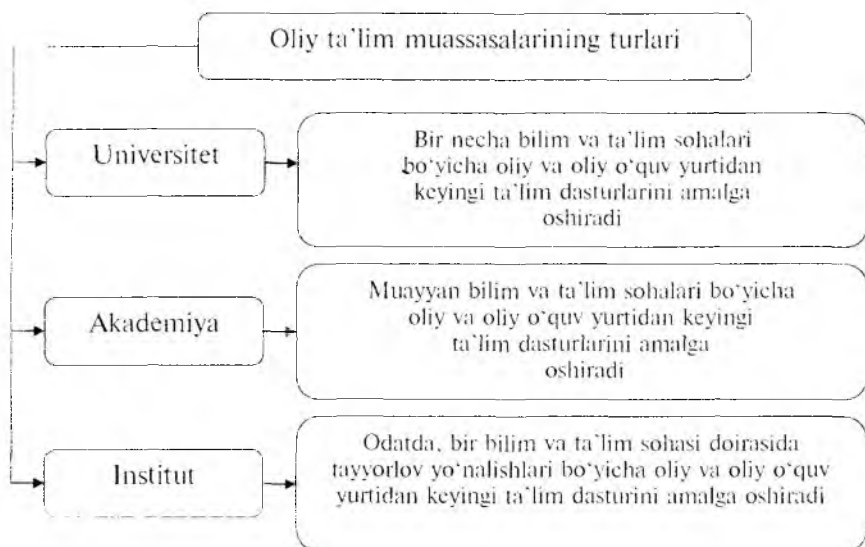 Oliy ta'lim muassasalarining turlari
Universitet
Bir necha bilim va ta'lim sohalari
bo'yicha oliy va oliy o'quv yurtidan
keyingi ta'lim dasturlarini amalga
oshiradi
Akademiya
Muayyan bilim va ta'lim sohalari bo'yicha
oliy va oliy o'quv yurtidan keyingi
ta'lim dasturlarini amalga
oshiradi
Institut
Odatda, bir bilim va ta'lim sohasi doirasida
tayyorlov yo'nalishlari bo'yicha oliy va oliy o'quv
yurtidan keyingi ta'lim dasturini amalga oshiradi